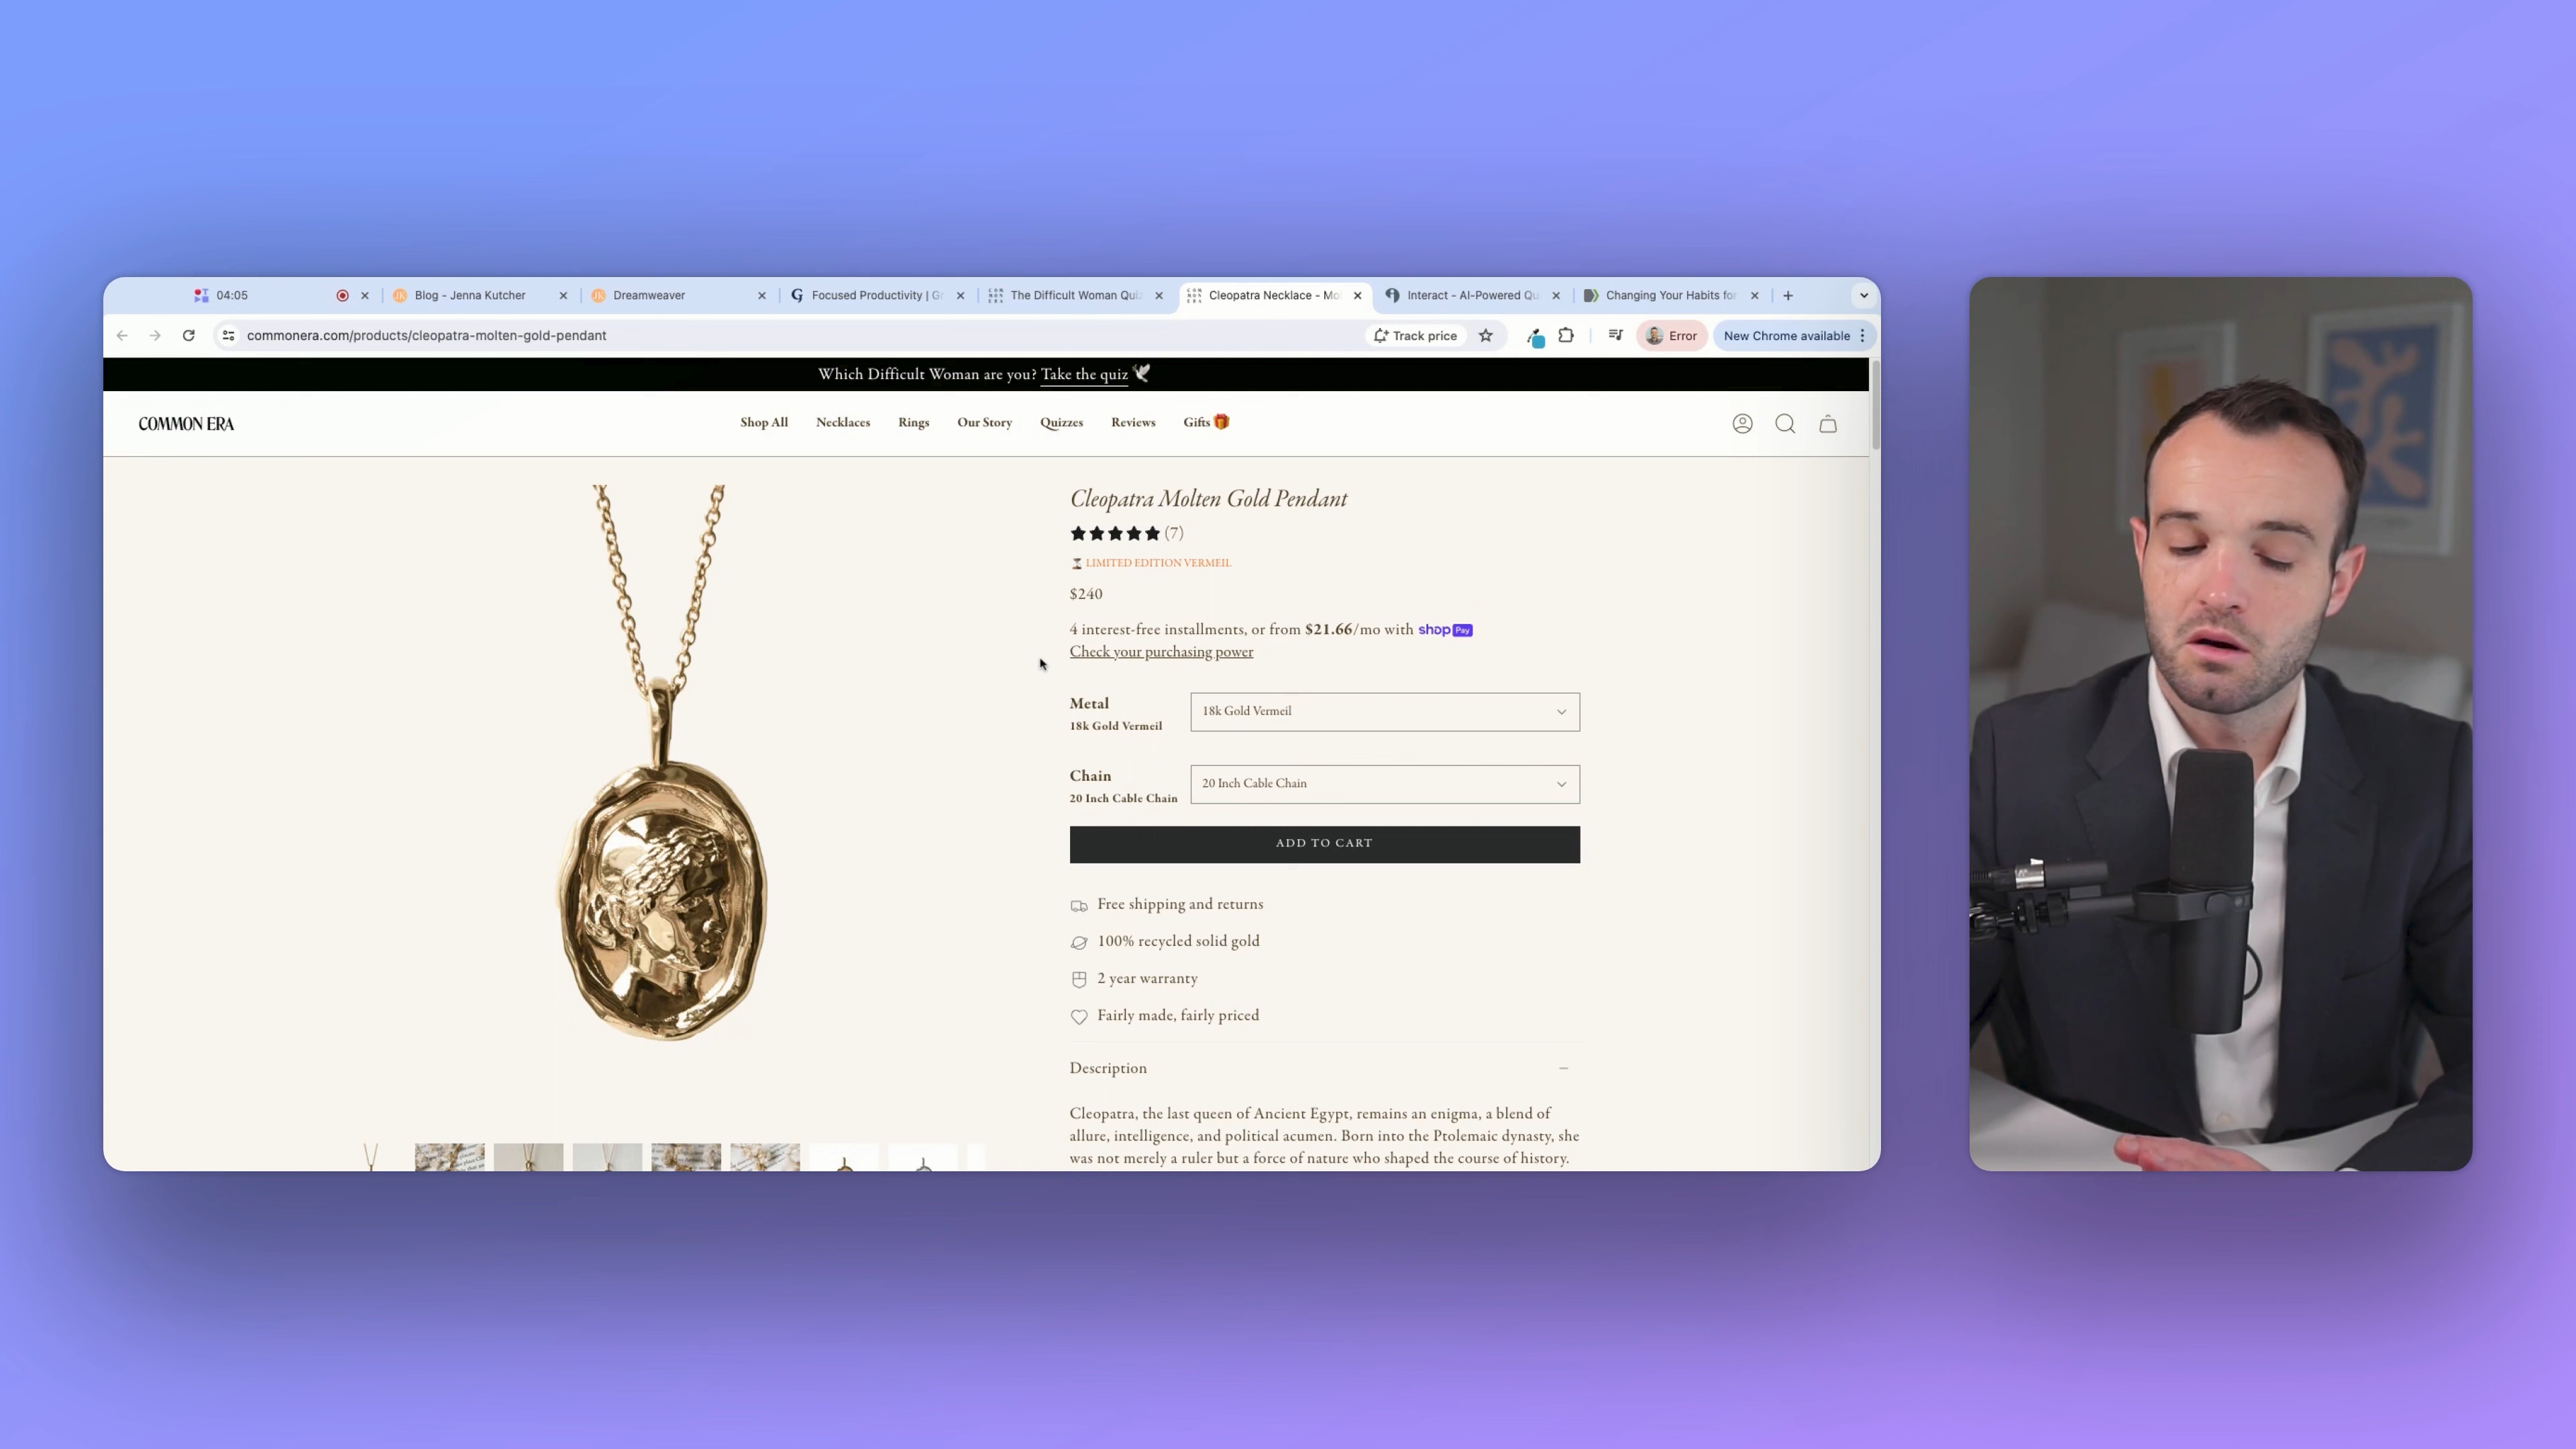 04:05
Blog - Jenna Kutcher
Dreamweaver
Focused Productivity | Gr
The Difficult Woman Qui
Cleopatra Necklace - Mo
Interact - AI-Powered Qu
Changing Your Habits for
commonera.com/products/cleopatra-molten-gold-pendant
Track price
Error
New Chrome available
Which Difficult Woman are you? Take the quiz
COMMON ERA
Shop All
Necklaces
Rings
Our Story
Quizzes
Reviews
Gifts
Cleopatra Molten Gold Pendant
(7)
LIMITED EDITION VERMEIL
$240
4 interest-free installments, or from $21.66/mo with shop Pay
Check your purchasing power
Metal
18k Gold Vermeil
18k Gold Vermeil
Chain
20 Inch Cable Chain
20 Inch Cable Chain
ADD TO CART
Free shipping and returns
100% recycled solid gold
2 year warranty
Fairly made, fairly priced
Description
Cleopatra, the last queen of Ancient Egypt, remains an enigma, a blend of
allure, intelligence, and political acumen. Born into the Ptolemaic dynasty, she
was not merely a ruler but a force of nature who shaped the course of history.